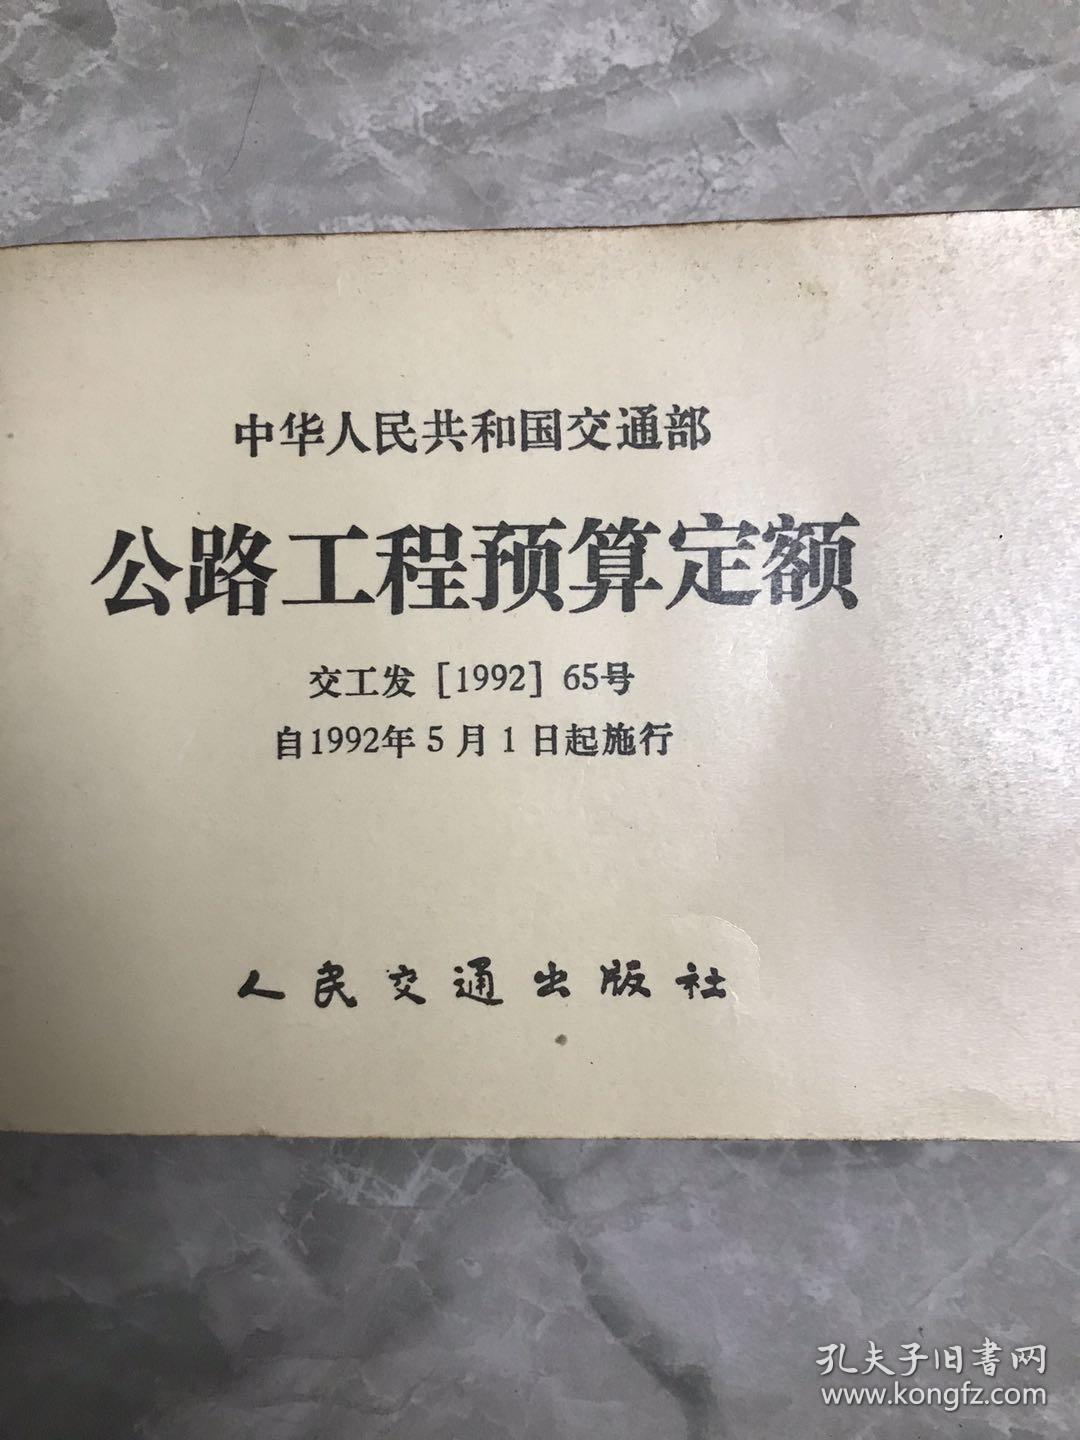 中华人民共和国交通部
公路工程预算定额
交工发［1992］65号
自1992年5月1日起施行
人民交通出版社
孔夫子旧書网
www.kongfz.com